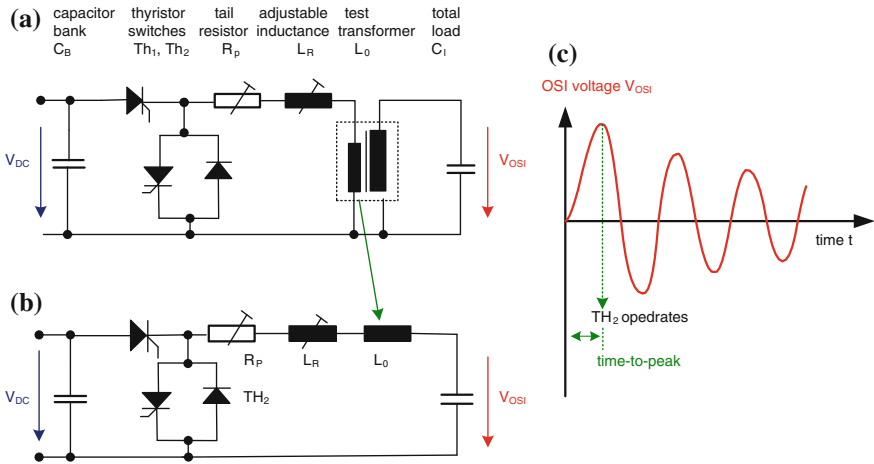 (a)
capacitor
bank
C_B
thyristor
switches
Th₁, Th₂
tail
resistor
R_p
adjustable
inductance
L_R
test
transformer
L₀
total
load
C_l
V_DC
V_OSI
(b)
V_DC
R_P
L_R
L₀
TH₂
V_OSI
(c)
OSI voltage V_OSI
time t
TH₂ opedrates
time-to-peak